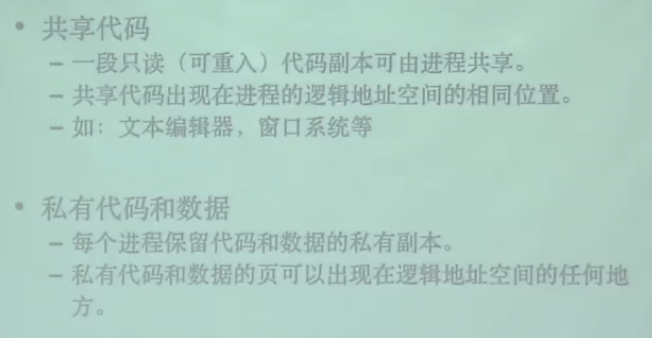 • 共享代码
– 一段只读（可重入）代码副本可由进程共享。
– 共享代码出现在进程的逻辑地址空间的相同位置。
– 如：文本编辑器，窗口系统等
• 私有代码和数据
– 每个进程保留代码和数据的私有副本。
– 私有代码和数据的页可以出现在逻辑地址空间的任何地
方。